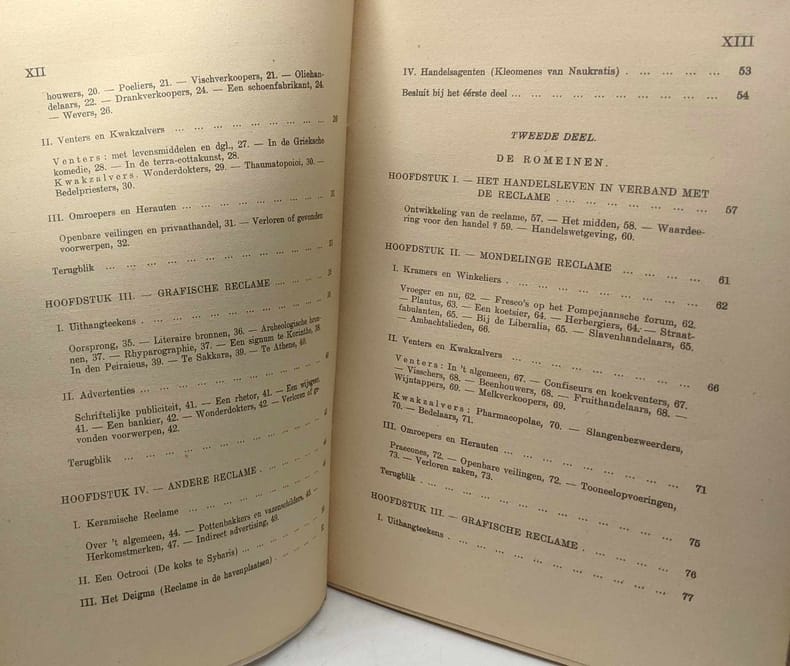 XII
houwers, 20. — Poeliers, 21. — Vischverkoopers, 21. — Oliehan-
delaars, 22. — Drankverkoopers, 24. — Een schoenfabrikant, 24.
— Wevers, 26.
II. Venters en Kwakzalvers ... ... ... ... ... ... ... ... 26
Venters: met levensmiddelen en dgl., 27. — In de Grieksche
komedie, 28. — In de terra-cottakunst, 28.
Kwakzalvers. Wonderdokters, 29. — Thaumatopoioi, 30. —
Bedelpriesters, 30.
III. Omroepers en Herauten ... ... ... ... ... ... ... ...
Openbare veilingen en privaathandel, 31. — Verloren of gevonden
voorwerpen, 32.
Terugblik ... ... ... ... ... ... ... ... ... ... ...
HOOFDSTUK III. — GRAFISCHE RECLAME ... ... ... ...
I. Uithangteekens ... ... ... ... ... ... ... ... ... ...
Oorsprong, 35. — Literaire bronnen, 36. — Archeologische bron-
nen, 37. — Rhyparographie, 37. — Een signum te Korinthe, 38.
In den Peiraieus, 39. — Te Sakkara, 39. — Te Athene, 40.
II. Advertenties ... ... ... ... ... ... ... ... ... ...
Schriftelijke publiciteit, 41. — Een rhetor, 41. — Een wijsgeer,
41. — Een bankier, 42. — Wonderdokters, 42. — Verloren of ge-
vonden voorwerpen, 42.
Terugblik ... ... ... ... ... ... ... ... ... ... ...
HOOFDSTUK IV. — ANDERE RECLAME ... ... ... ... ...
I. Keramische Reclame ... ... ... ... ... ... ... ...
Over 't algemeen, 44. — Pottenbakkers en vazenschilders, 45. —
Herkomstmerken, 47. — Indirect advertising, 48.
II. Een Octrooi (De koks te Sybaris) ... ... ... ... ...
III. Het Deigma (Reclame in de havenplaatsen) ... ... ...
XIII
IV. Handelsagenten (Kleomenes van Naukratis) ... ... ... ... 53
Besluit bij het éérste deel ... ... ... ... ... ... ... ... 54
TWEEDE DEEL.
DE ROMEINEN.
HOOFDSTUK I. — HET HANDELSLEVEN IN VERBAND MET
DE RECLAME ... ... ... ... ... ... ... 57
Ontwikkeling van de reclame, 57. — Het midden, 58. — Waardee-
ring voor den handel ? 59. — Handelswetgeving, 60.
HOOFDSTUK II. — MONDELINGE RECLAME ... ... ... ... 61
I. Kramers en Winkeliers ... ... ... ... ... ... ... ... 62
Vroeger en nu, 62. — Fresco's op het Pompejaansche forum, 62.
— Plautus, 63. — Een koetsier, 64. — Herbergiers, 64. — Straat-
fabulanten, 65. — Bij de Liberalia, 65. — Slavenhandelaars, 65.
— Ambachtslieden, 66.
II. Venters en Kwakzalvers ... ... ... ... ... ... ... ... 66
Venters: In 't algemeen, 67. — Confiseurs en koekventers, 67.
— Visschers, 68. — Beenhouwers, 68. — Fruithandelaars, 68. —
Wijntappers, 69. — Melkverkoopers, 69.
Kwakzalvers: Pharmacopolae, 70. — Slangenbezweerders,
70. — Bedelaars, 71.
III. Omroepers en Herauten ... ... ... ... ... ... ... ... 71
Praecones, 72. — Openbare veilingen, 72. — Tooneelopvoeringen,
73. — Verloren zaken, 73.
Terugblik ... ... ... ... ... ... ... ... ... ... ... 75
HOOFDSTUK III. — GRAFISCHE RECLAME ... ... ... ... 76
I. Uithangteekens ... ... ... ... ... ... ... ... ... ... 77